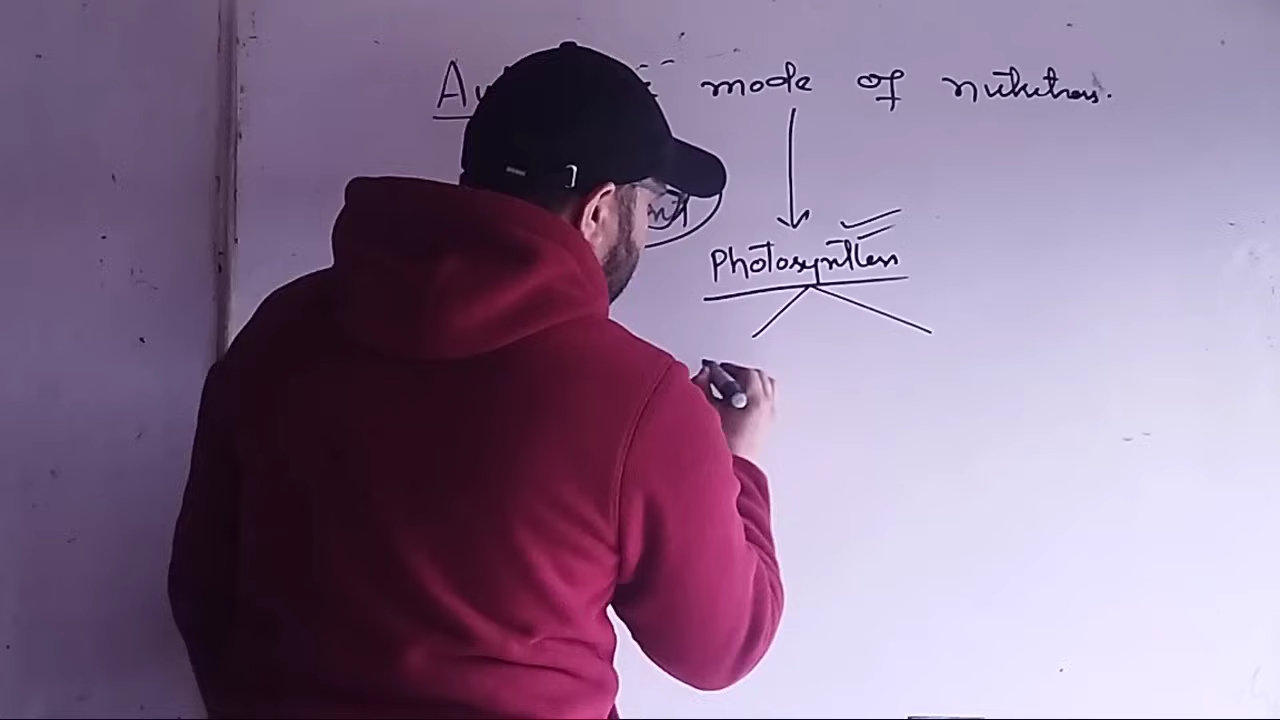 mode of nutrition.
Photosynthesis